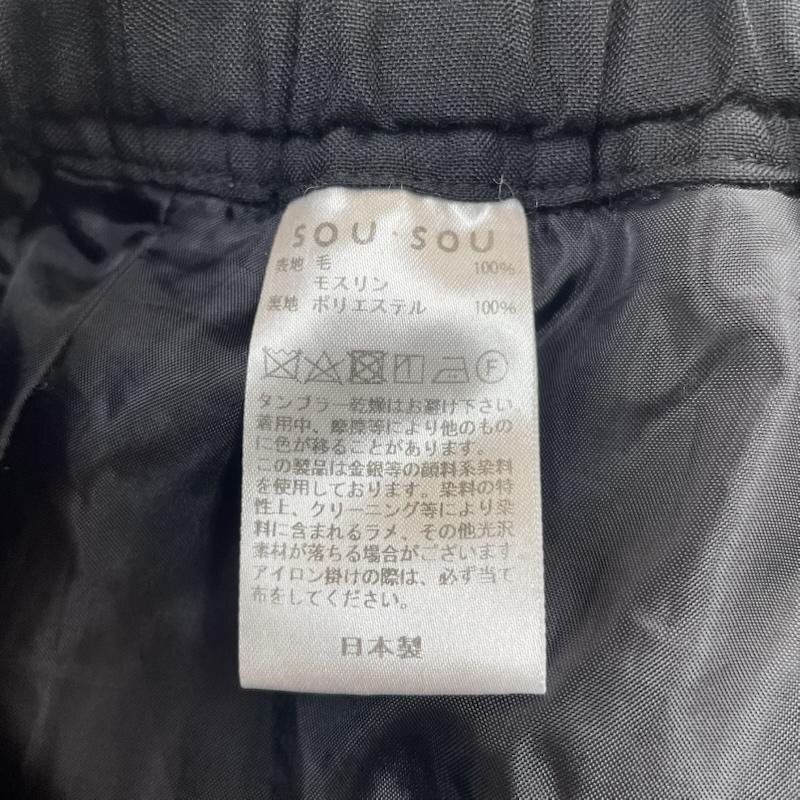 SOU・SOU
表地 毛 100%
モスリン
裏地 ポリエステル 100%
F
タンブラー乾燥はお避け下さい。
着用中、摩擦等により他のもの
に色が移ることがあります。
この製品は金銀等の顔料系染料
を使用しております。染料の特
性上、クリーニング等により染
料に含まれるラメ、その他光沢
素材が落ちる場合がございます。
アイロン掛けの際は、必ず当て
布をしてください。
日本製